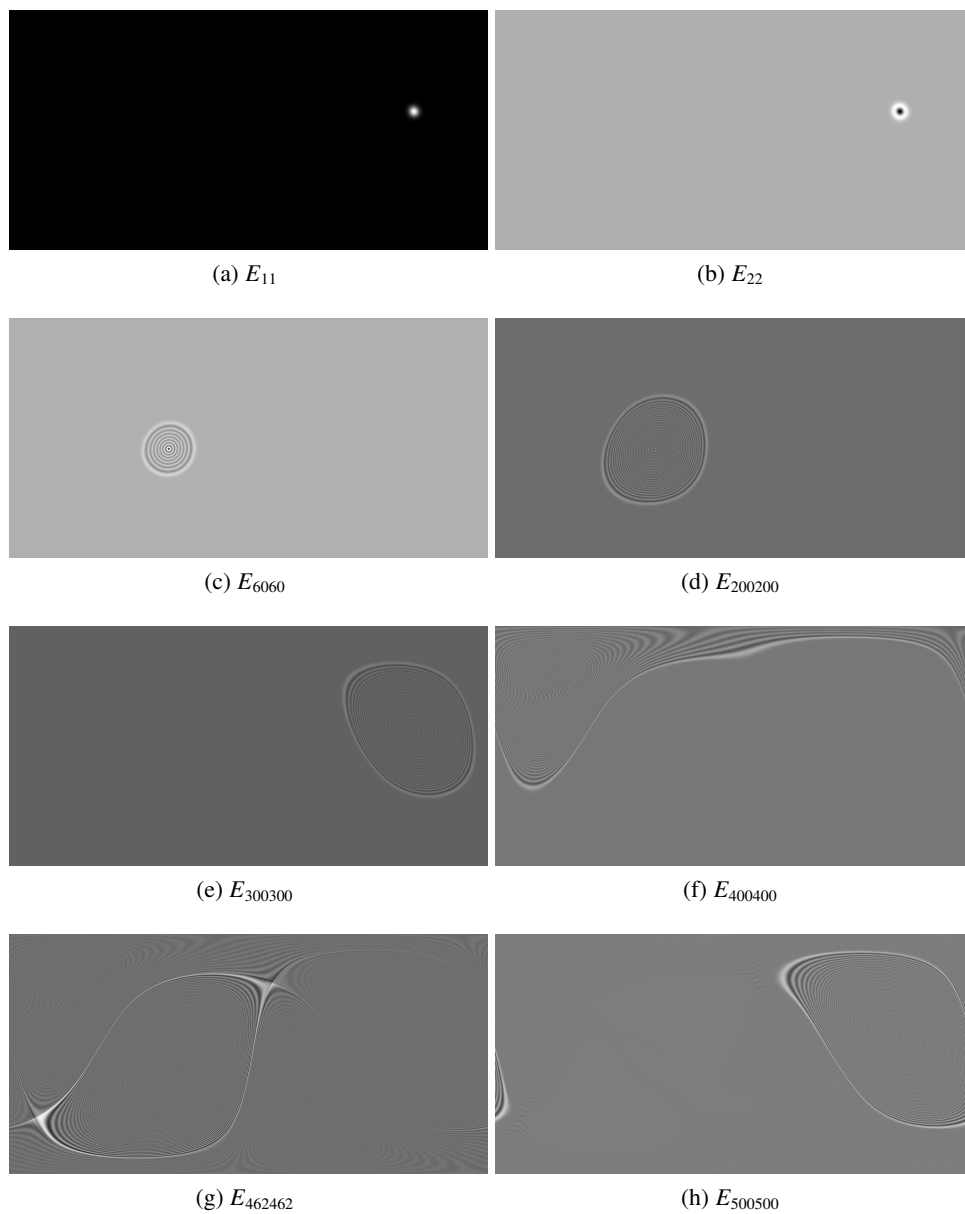 (a) E₁₁
(b) E₂₂
(c) E₆₀₆₀
(d) E₂₀₀₂₀₀
(e) E₃₀₀₃₀₀
(f) E₄₀₀₄₀₀
(g) E₄₆₂₄₆₂
(h) E₅₀₀₅₀₀